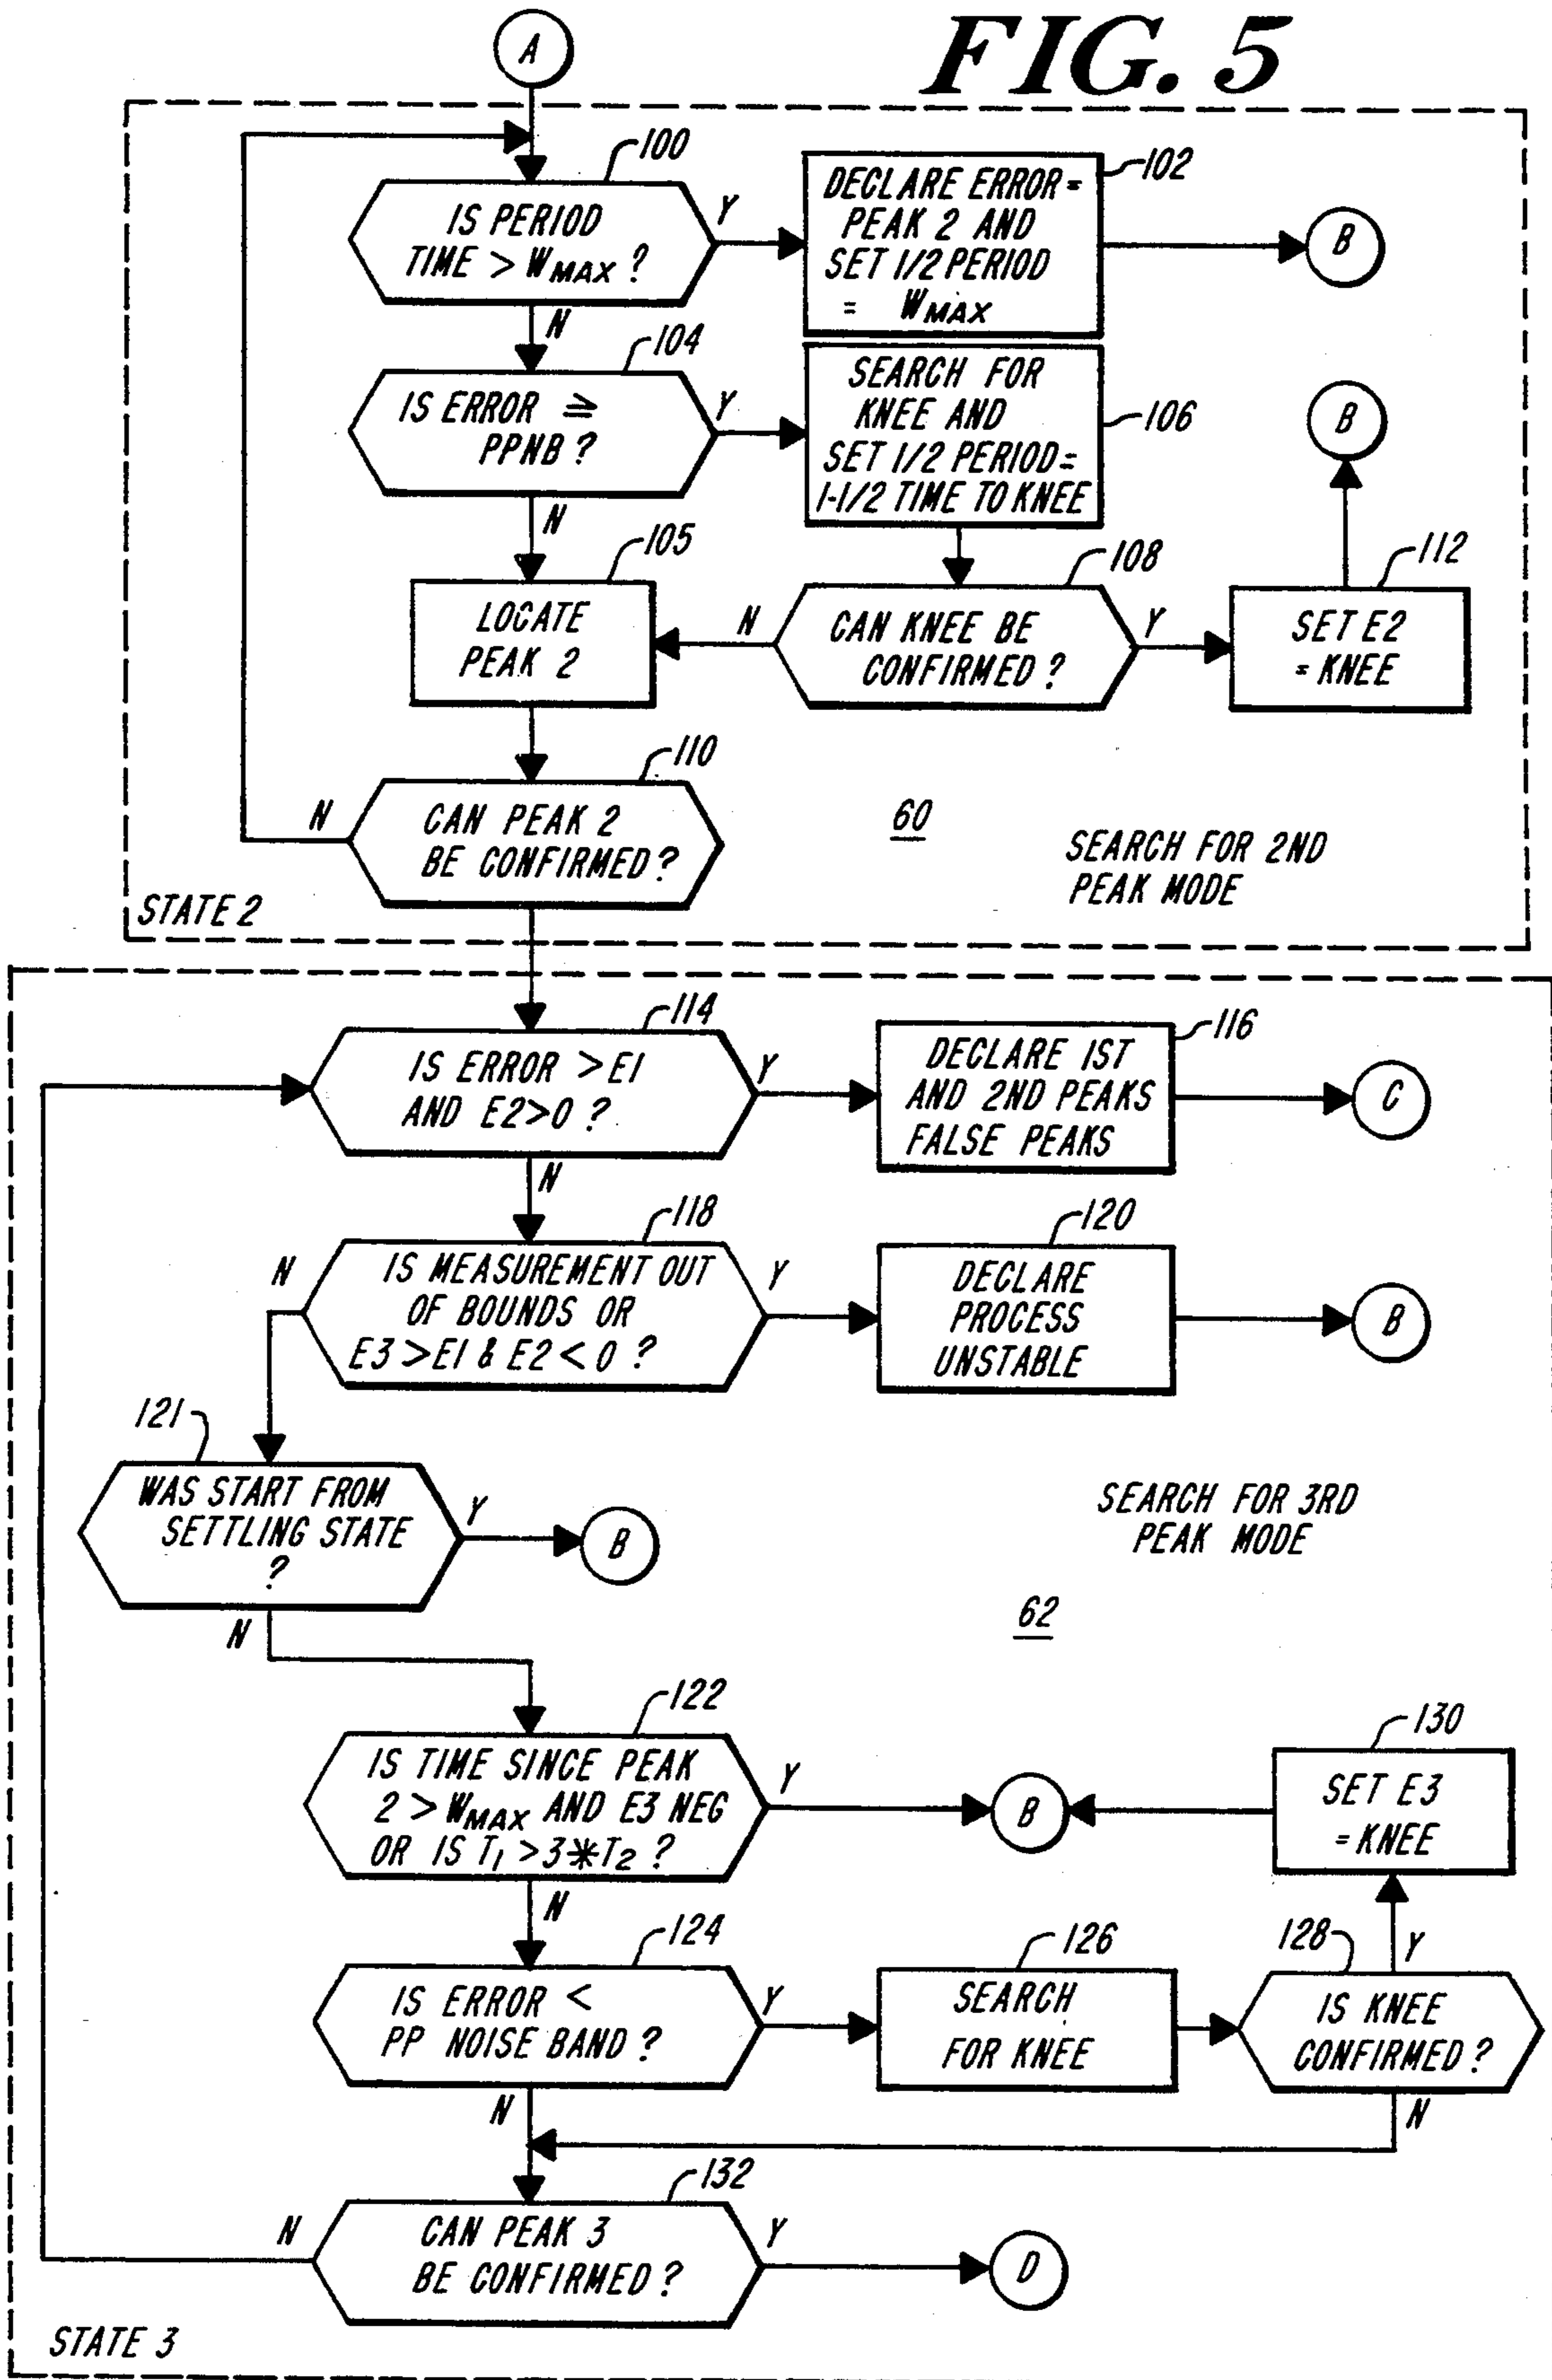 FIG. 5
A
100
IS PERIOD
TIME > WMAX ?
Y
102
DECLARE ERROR =
PEAK 2 AND
SET 1/2 PERIOD
= WMAX
B
N
104
IS ERROR ≥
PPNB ?
Y
SEARCH FOR
KNEE AND
SET 1/2 PERIOD =
1-1/2 TIME TO KNEE
106
B
N
105
LOCATE
PEAK 2
N
108
CAN KNEE BE
CONFIRMED ?
Y
112
SET E2
= KNEE
110
N
CAN PEAK 2
BE CONFIRMED ?
60
SEARCH FOR 2ND
PEAK MODE
STATE 2
114
IS ERROR > E1
AND E2>0 ?
Y
116
DECLARE 1ST
AND 2ND PEAKS
FALSE PEAKS
C
N
118
N
IS MEASUREMENT OUT
OF BOUNDS OR
E3 >E1 & E2 < 0 ?
Y
120
DECLARE
PROCESS
UNSTABLE
B
121
WAS START FROM
SETTLING STATE
?
Y
B
N
SEARCH FOR 3RD
PEAK MODE
62
122
IS TIME SINCE PEAK
2 > WMAX AND E3 NEG
OR IS T1 >3*T2 ?
Y
B
130
SET E3
= KNEE
N
124
IS ERROR <
PP NOISE BAND ?
Y
126
SEARCH
FOR KNEE
128
Y
IS KNEE
CONFIRMED ?
N
N
132
N
CAN PEAK 3
BE CONFIRMED ?
Y
D
STATE 3